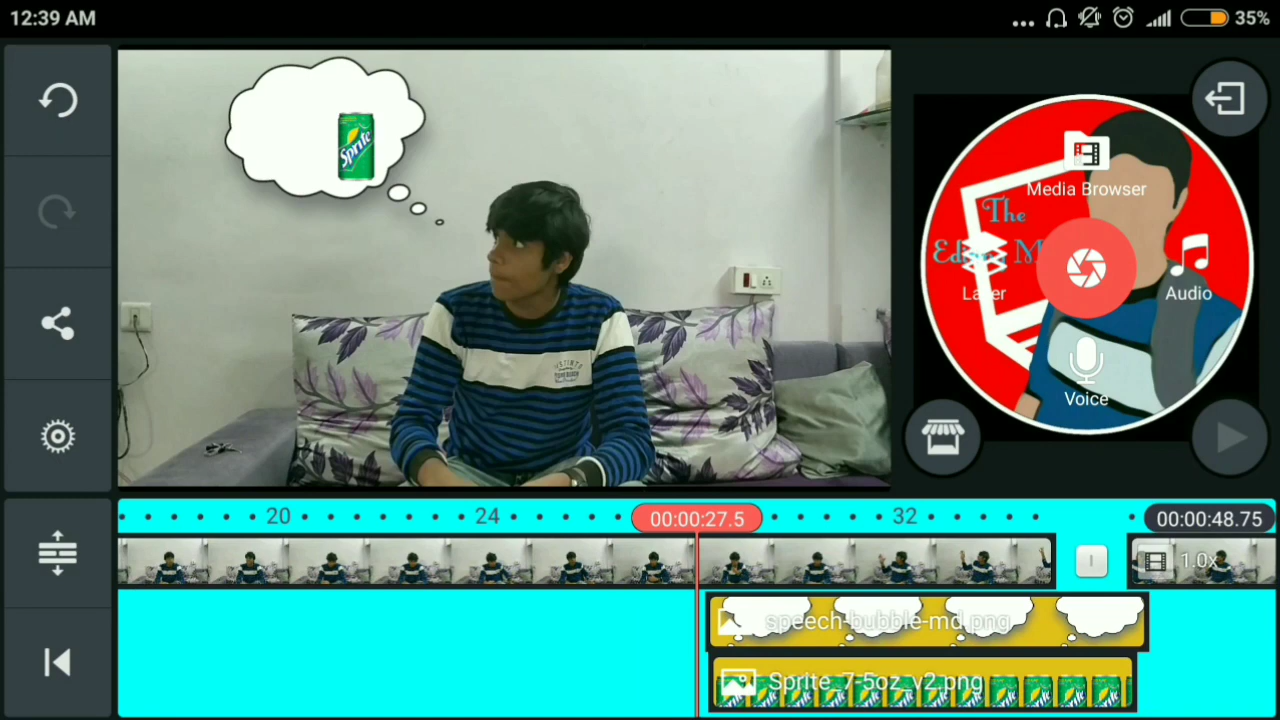 12:39 AM
35%
Sprite
Media Browser
The
Layer
Audio
Voice
20
24
00:00:27.5
32
00:00:48.75
1.0x
speech-bubble-md.png
Sprite_7-5oz_v2.png